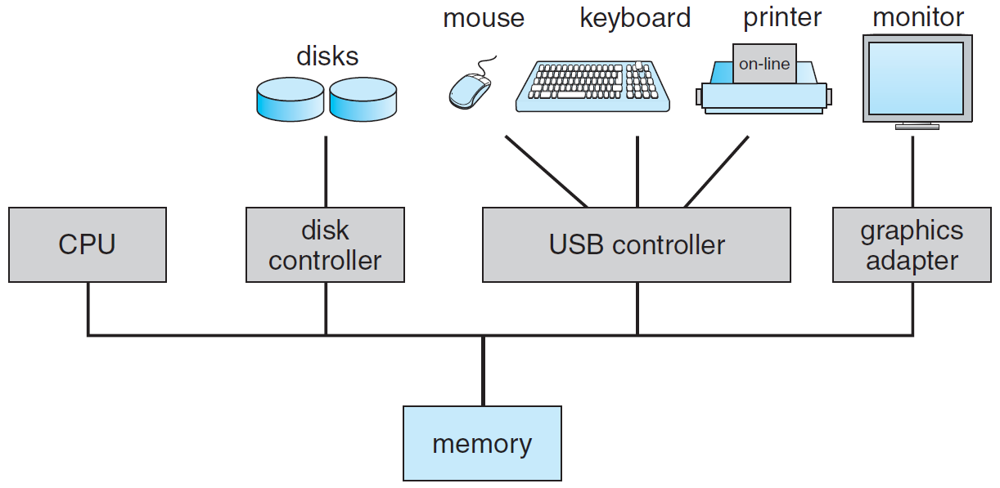 mouse
keyboard
printer
monitor
disks
on-line
CPU
disk
controller
USB controller
graphics
adapter
memory